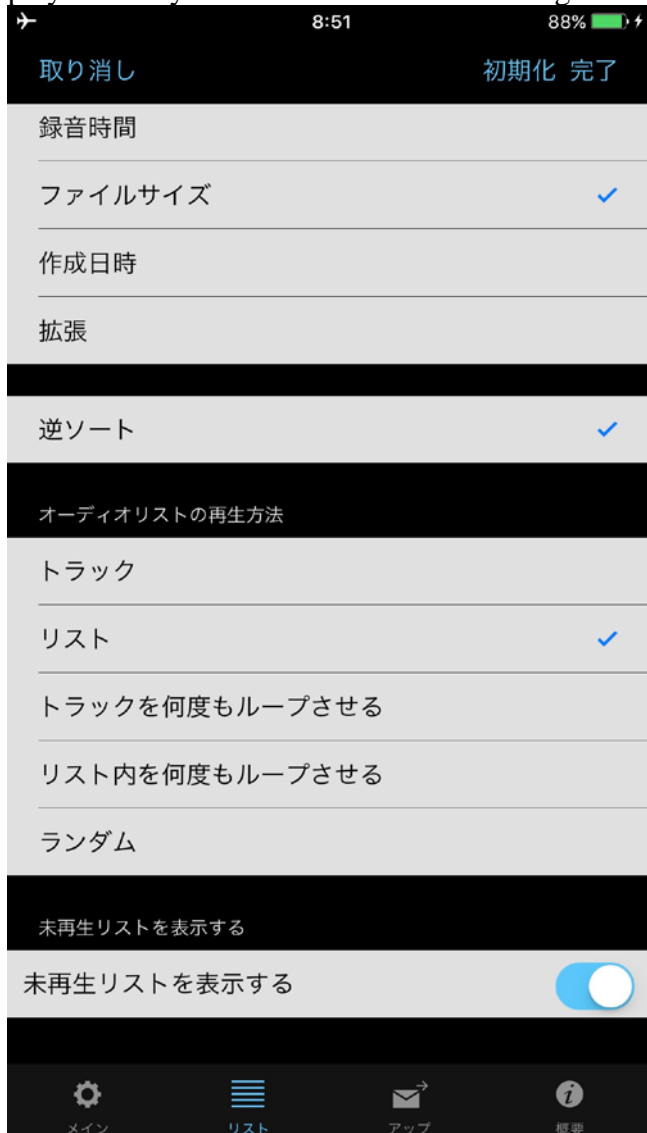 8:51
88%
取り消し
初期化 完了
録音時間
ファイルサイズ
作成日時
拡張
逆ソート
オーディオリストの再生方法
トラック
リスト
トラックを何度もループさせる
リスト内を何度もループさせる
ランダム
未再生リストを表示する
未再生リストを表示する
メイン
リスト
アップ
概要